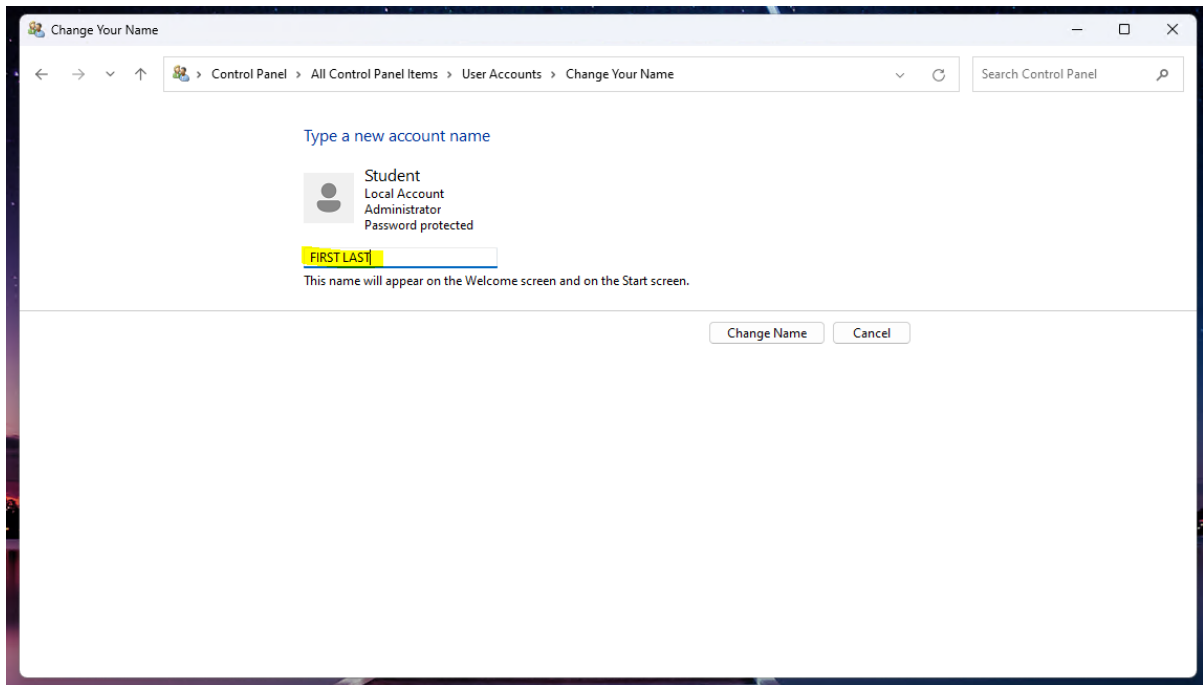 Change Your Name
Control Panel > All Control Panel Items > User Accounts > Change Your Name
Search Control Panel
Type a new account name
Student
Local Account
Administrator
Password protected
FIRST LAST
This name will appear on the Welcome screen and on the Start screen.
Change Name
Cancel